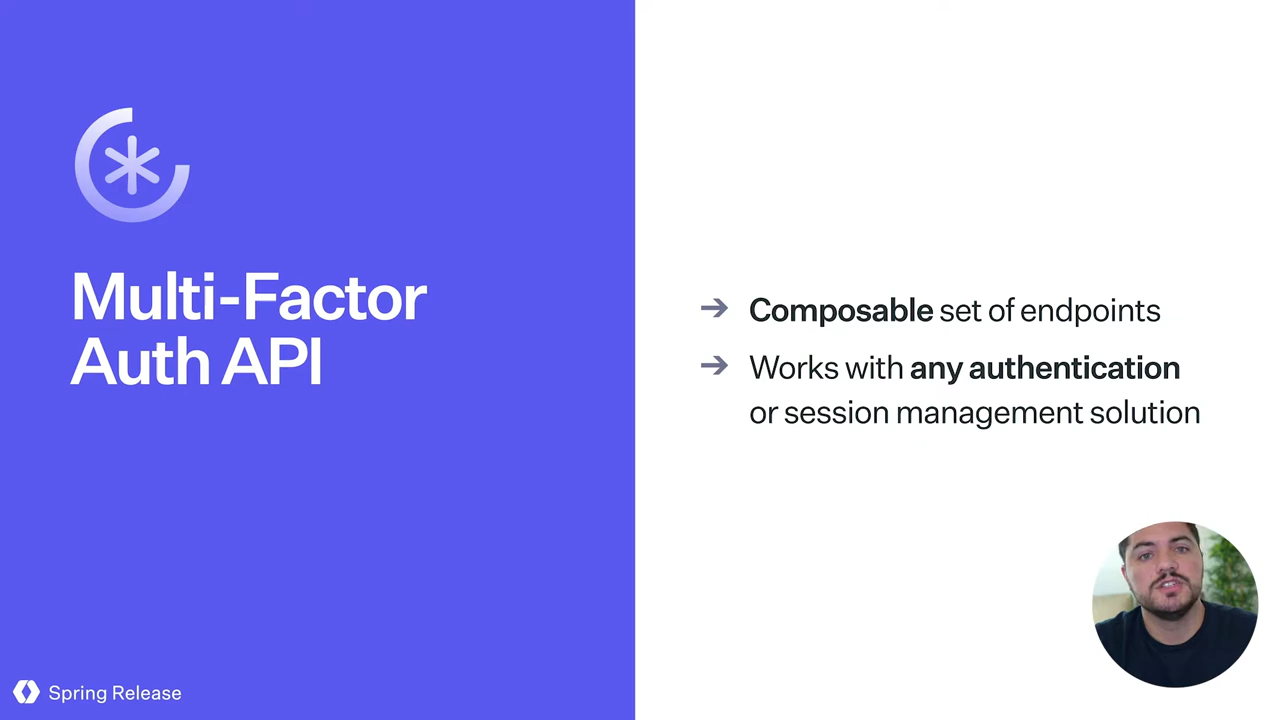 Multi-Factor
Auth API
Composable set of endpoints
Works with any authentication
or session management solution
Spring Release